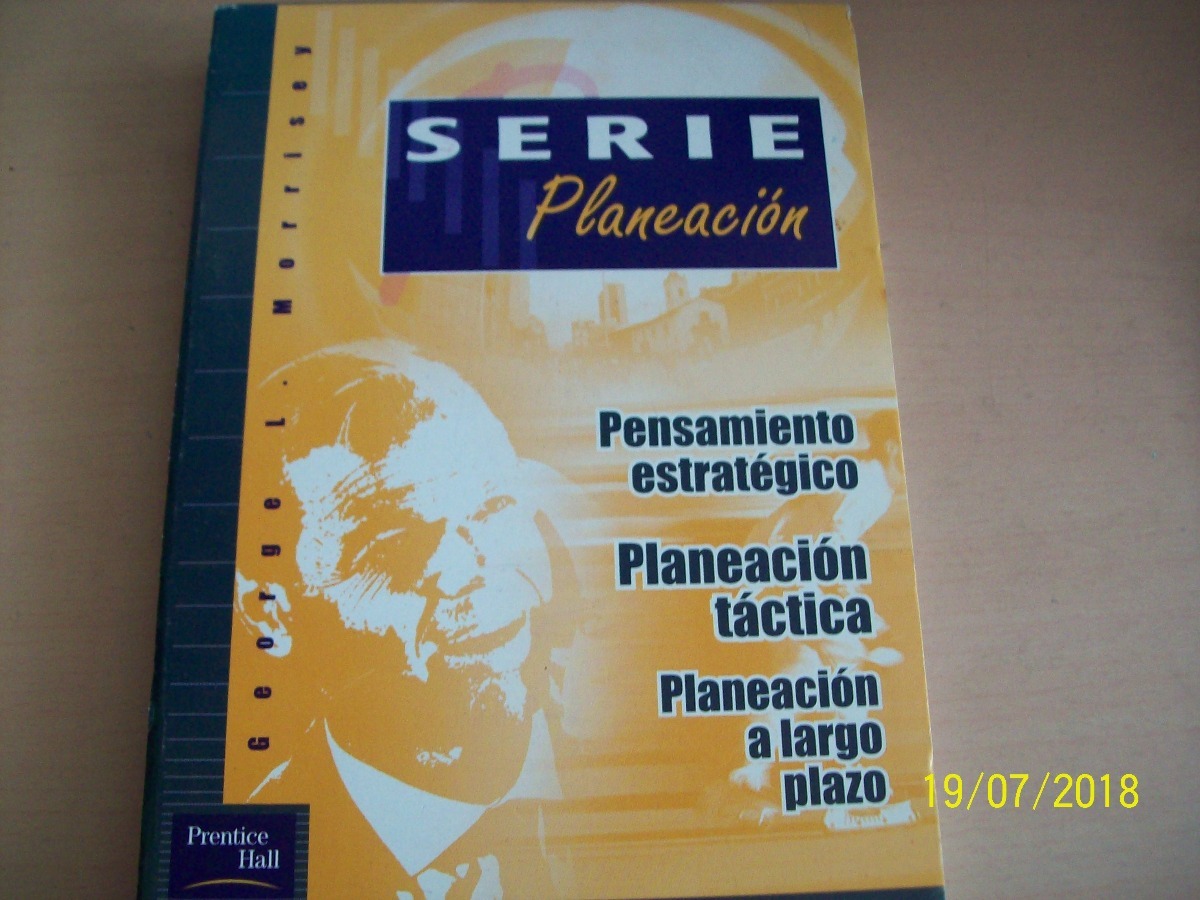 SERIE
Planeación
George L. Morrisey
Pensamiento
estratégico
Planeación
táctica
Planeación
a largo
plazo
19/07/2018
Prentice
Hall